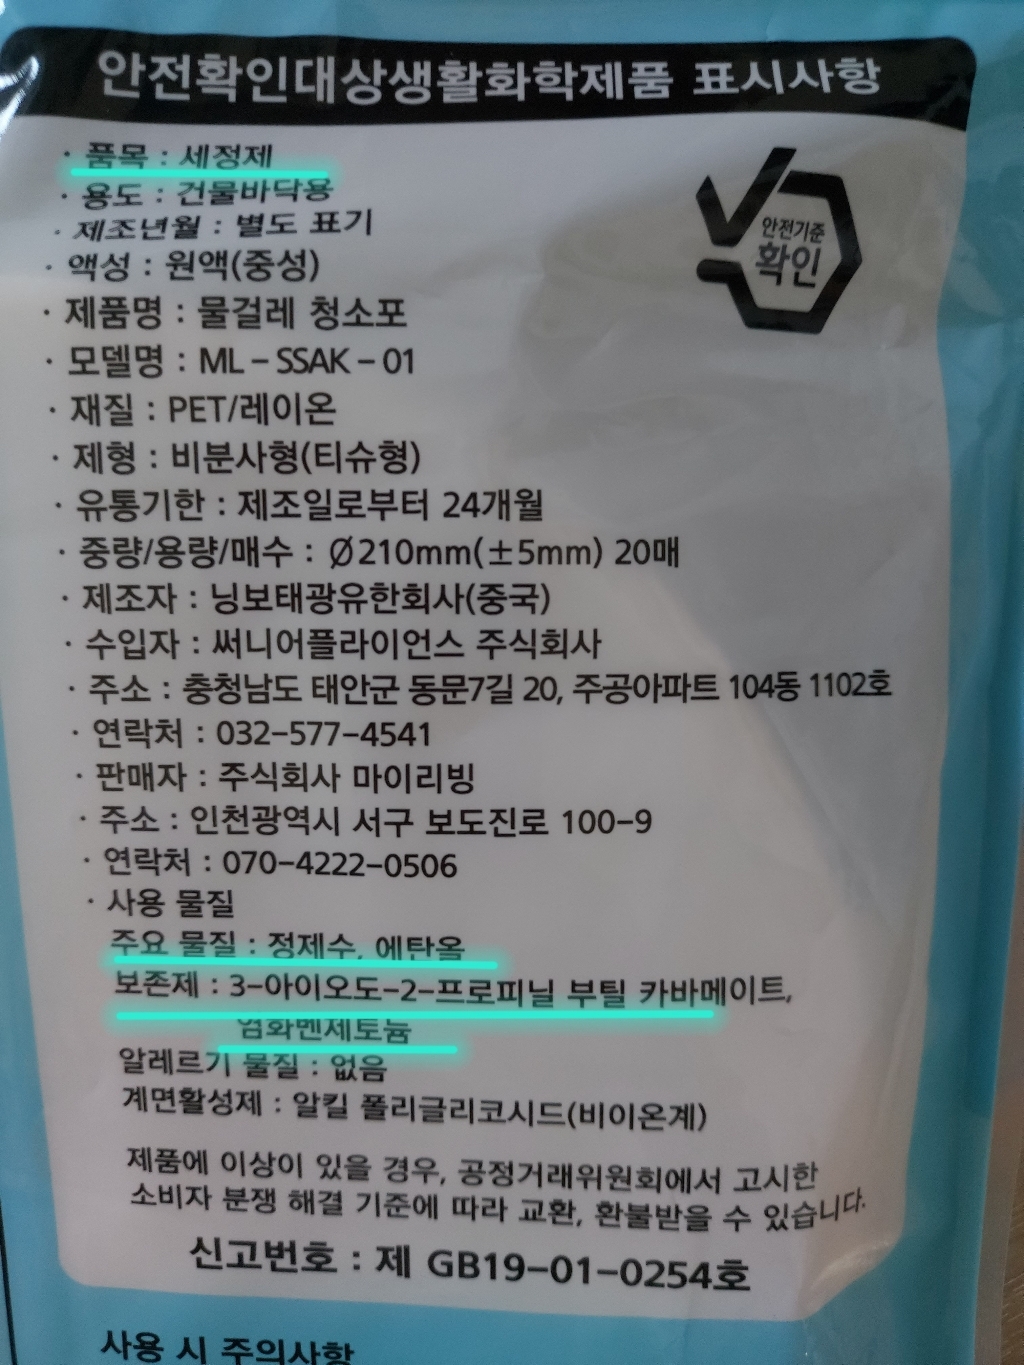 안전확인대상생활화학제품 표시사항
· 품목 : 세정제
· 용도 : 건물바닥용
· 제조년월 : 별도 표기
· 액성 : 원액(중성)
· 제품명 : 물걸레 청소포
· 모델명 : ML - SSAK - 01
· 재질 : PET/레이온
· 제형 : 비분사형(티슈형)
· 유통기한 : 제조일로부터 24개월
· 중량/용량/매수 : Ø210mm(±5mm) 20매
· 제조자 : 닝보태광유한회사(중국)
· 수입자 : 써니어플라이언스 주식회사
· 주소 : 충청남도 태안군 동문7길 20, 주공아파트 104동 1102호
· 연락처 : 032-577-4541
· 판매자 : 주식회사 마이리빙
· 주소 : 인천광역시 서구 보도진로 100-9
· 연락처 : 070-4222-0506
· 사용 물질
주요 물질 : 정제수, 에탄올
보존제 : 3-아이오도-2-프로피닐 부틸 카바메이트,
염화벤제토늄
알레르기 물질 : 없음
계면활성제 : 알킬 폴리글리코시드(비이온계)
제품에 이상이 있을 경우, 공정거래위원회에서 고시한
소비자 분쟁 해결 기준에 따라 교환, 환불받을 수 있습니다.
신고번호 : 제 GB19-01-0254호
안전기준
확인
사용 시 주의사항